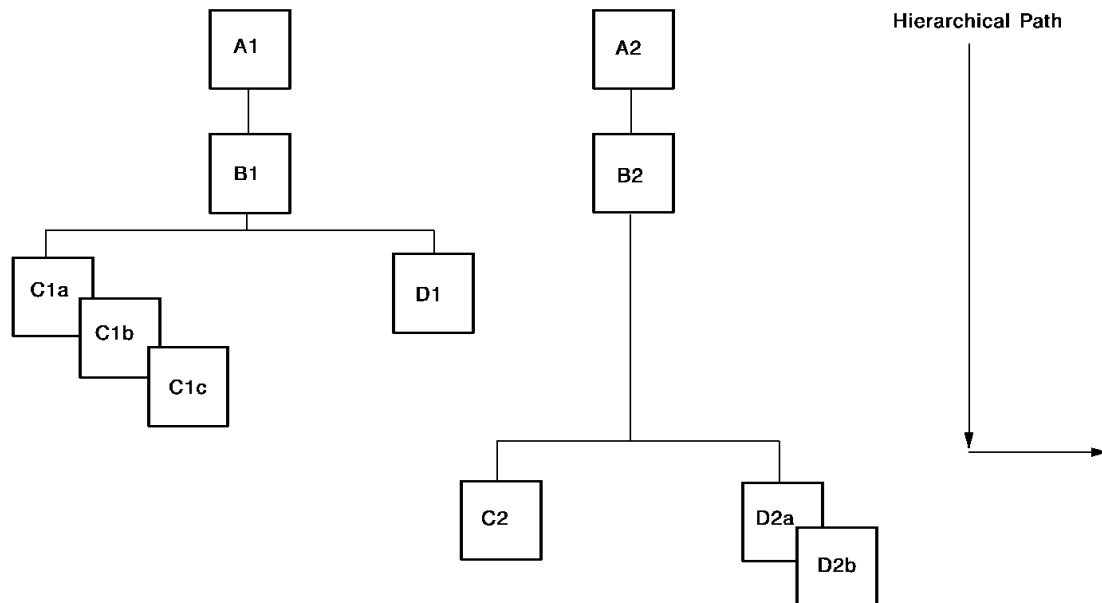 A1
A2
Hierarchical Path
B1
B2
C1a
C1b
C1c
D1
C2
D2a
D2b